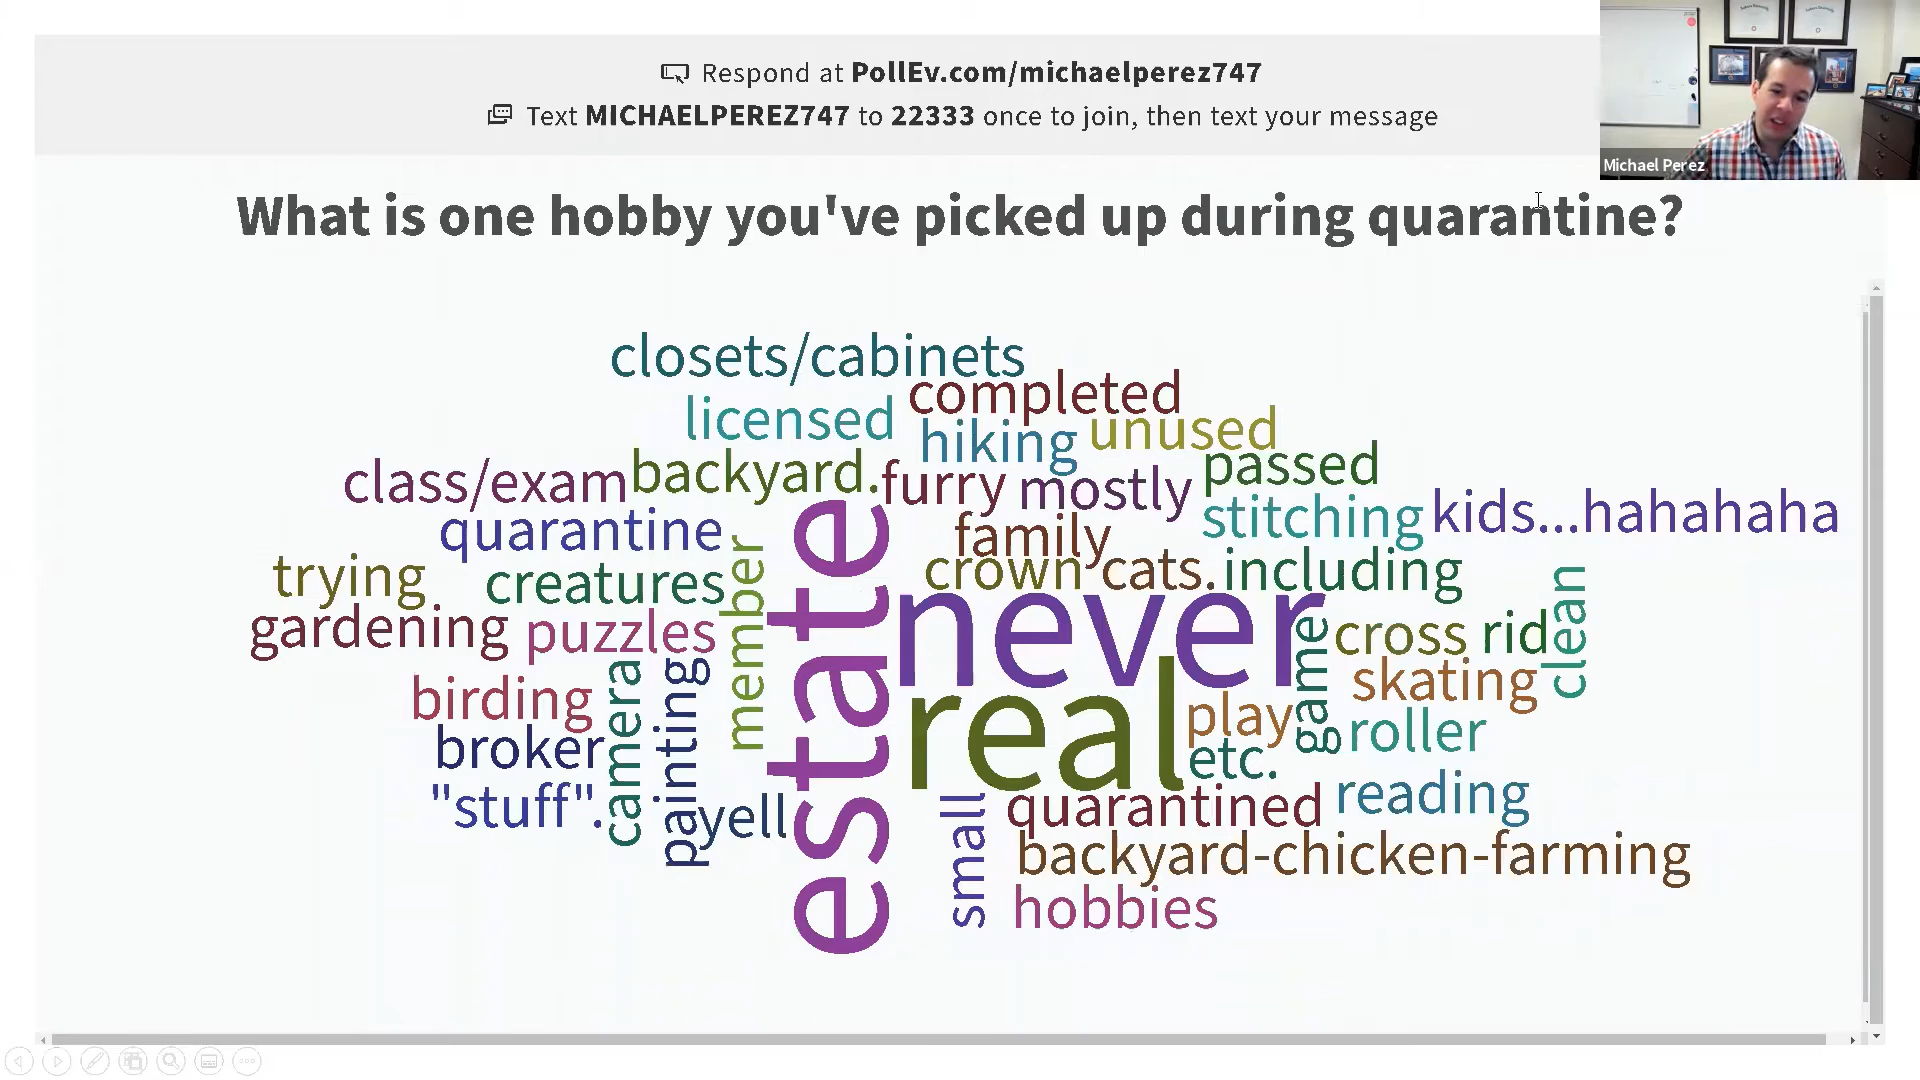 Respond at PollEv.com/michaelperez747
Text MICHAELPEREZ747 to 22333 once to join, then text your message
Michael Perez
What is one hobby you've picked up during quarantine?
closets/cabinets
completed
licensed
hiking
unused
passed
class/exam
backyard.
furry
mostly
stitching
kids...hahahaha
quarantine
family
trying
creatures
member
estate
crown
cats.
including
clean
gardening
puzzles
never
game
cross
rid
birding
camera
painting
real
play
skating
broker
etc.
roller
"stuff".
yell
small
quarantined
reading
backyard-chicken-farming
hobbies